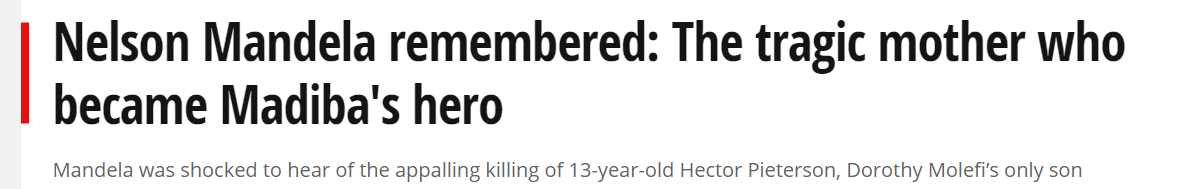 Nelson Mandela remembered: The tragic mother who
became Madiba's hero
Mandela was shocked to hear of the appalling killing of 13-year-old Hector Pieterson, Dorothy Molefi’s only son